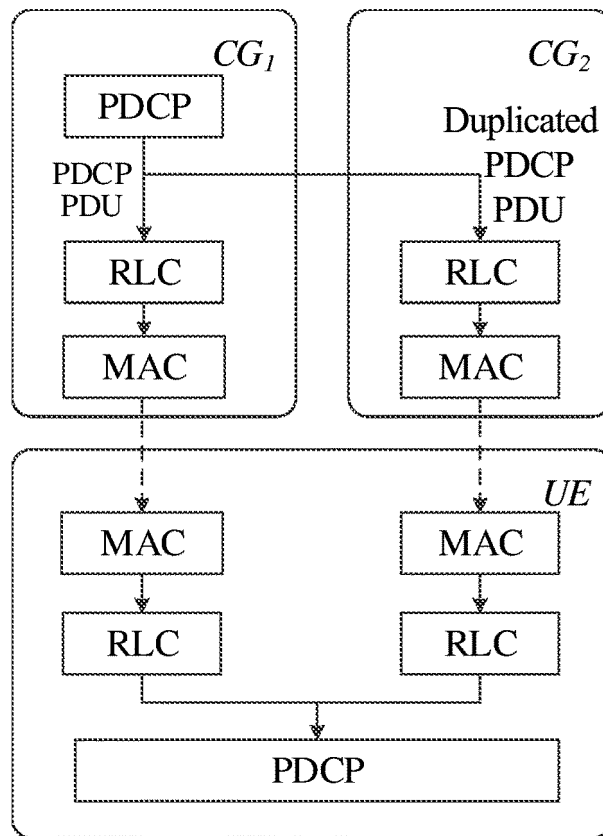 CG1
CG2
PDCP
Duplicated
PDCP
PDU
PDCP
PDU
RLC
RLC
MAC
MAC
UE
MAC
MAC
RLC
RLC
PDCP